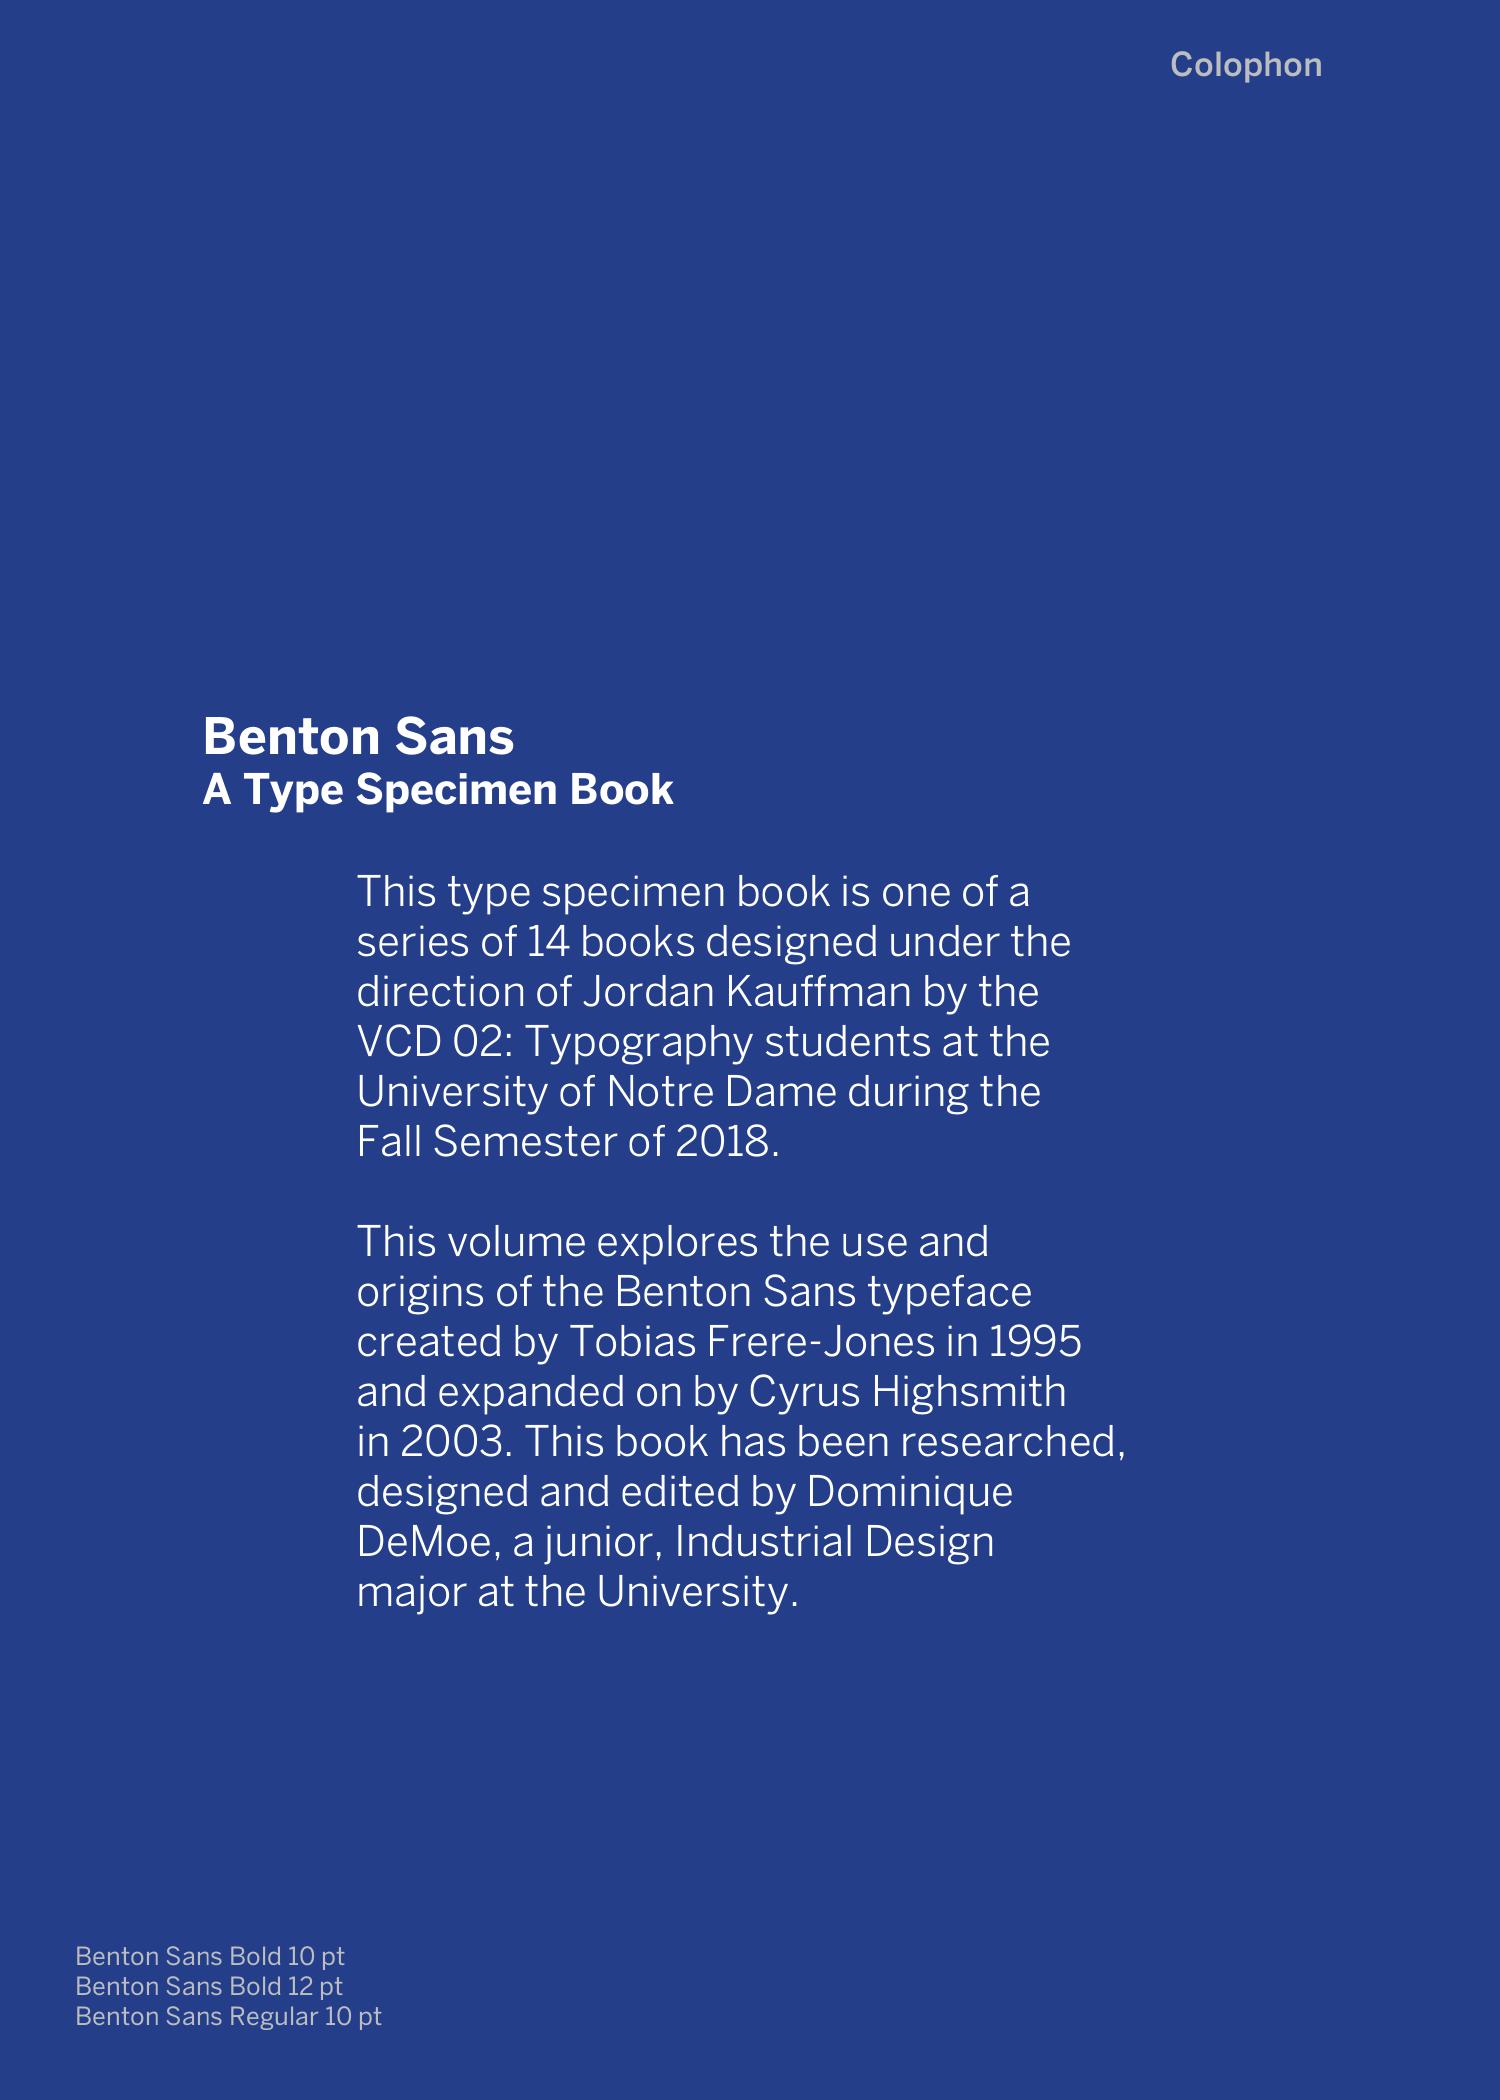 Colophon
Benton Sans
A Type Specimen Book
This type specimen book is one of a
series of 14 books designed under the
direction of Jordan Kauffman by the
VCD 02: Typography students at the
University of Notre Dame during the
Fall Semester of 2018.
This volume explores the use and
origins of the Benton Sans typeface
created by Tobias Frere-Jones in 1995
and expanded on by Cyrus Highsmith
in 2003. This book has been researched,
designed and edited by Dominique
DeMoe, a junior, Industrial Design
major at the University.
Benton Sans Bold 10 pt
Benton Sans Bold 12 pt
Benton Sans Regular 10 pt